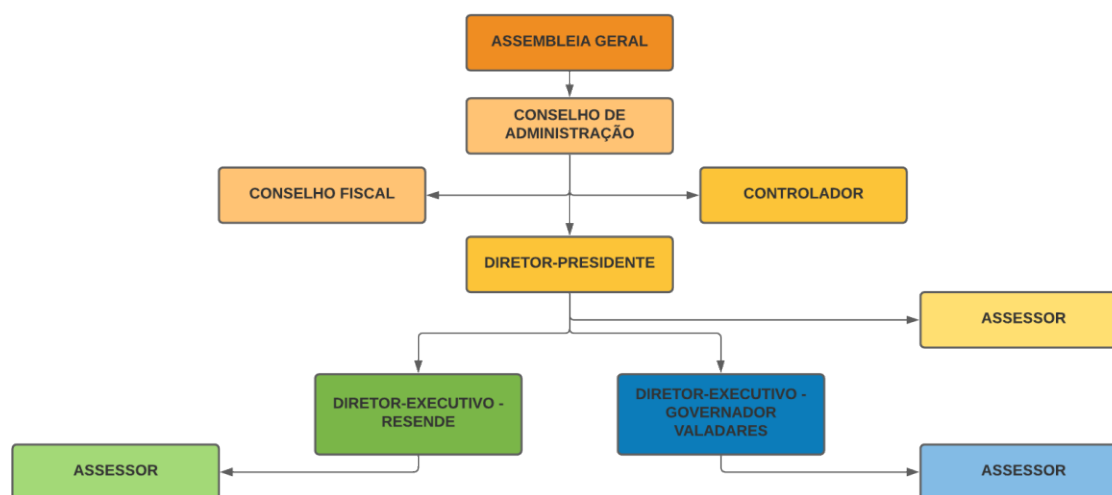 ASSEMBLEIA GERAL
CONSELHO DE
ADMINISTRAÇÃO
CONSELHO FISCAL
CONTROLADOR
DIRETOR-PRESIDENTE
ASSESSOR
DIRETOR-EXECUTIVO -
RESENDE
DIRETOR-EXECUTIVO -
GOVERNADOR
VALADARES
ASSESSOR
ASSESSOR